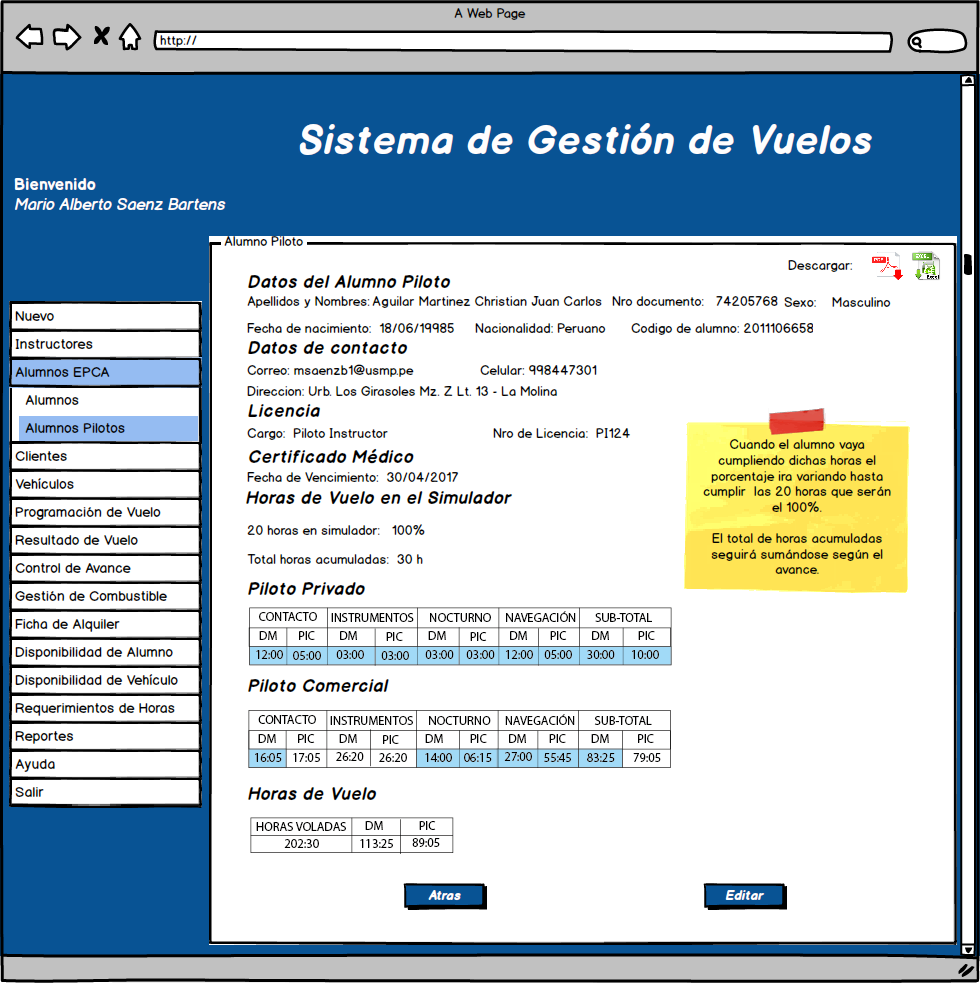 A Web Page
http://
Sistema de Gestión de Vuelos
Bienvenido
Mario Alberto Saenz Bartens
Nuevo
Instructores
Alumnos EPCA
Alumnos
Alumnos Pilotos
Clientes
Vehículos
Programación de Vuelo
Resultado de Vuelo
Control de Avance
Gestión de Combustible
Ficha de Alquiler
Disponibilidad de Alumno
Disponibilidad de Vehículo
Requerimientos de Horas
Reportes
Ayuda
Salir
Alumno Piloto
Descargar:
Datos del Alumno Piloto
Apellidos y Nombres: Aguilar Martinez Christian Juan Carlos Nro documento: 74205768 Sexo: Masculino
Fecha de nacimiento: 18/06/19985 Nacionalidad: Peruano Codigo de alumno: 2011106658
Datos de contacto
Correo: msaenzb1@usmp.pe Celular: 998447301
Direccion: Urb. Los Girasoles Mz. Z Lt. 13 - La Molina
Licencia
Cargo: Piloto Instructor Nro de Licencia: PI124
Certificado Médico
Fecha de Vencimiento: 30/04/2017
Horas de Vuelo en el Simulador
20 horas en simulador: 100%
Total horas acumuladas: 30 h
Cuando el alumno vaya
cumpliendo dichas horas el
porcentaje ira variando hasta
cumplir las 20 horas que serán
el 100%.
El total de horas acumuladas
seguirá sumándose según el
avance.
Piloto Privado
CONTACTO INSTRUMENTOS NOCTURNO NAVEGACIÓN SUB-TOTAL
DM PIC DM PIC DM PIC DM PIC DM PIC
12:00 05:00 03:00 03:00 03:00 03:00 12:00 05:00 30:00 10:00
Piloto Comercial
CONTACTO INSTRUMENTOS NOCTURNO NAVEGACIÓN SUB-TOTAL
DM PIC DM PIC DM PIC DM PIC DM PIC
16:05 17:05 26:20 26:20 14:00 06:15 27:00 55:45 83:25 79:05
Horas de Vuelo
HORAS VOLADAS DM PIC
202:30 113:25 89:05
Atras Editar